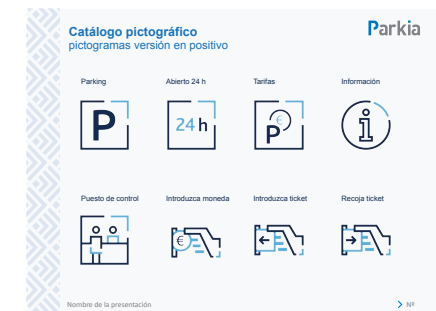 Catálogo pictográfico
pictogramas versión en positivo
Parkia
Parking
Abierto 24 h
Tarifas
Información
P
24 h
€
P
i
Puesto de control
Introduzca moneda
Introduzca ticket
Recoja ticket
€
Nombre de la presentación
Nº